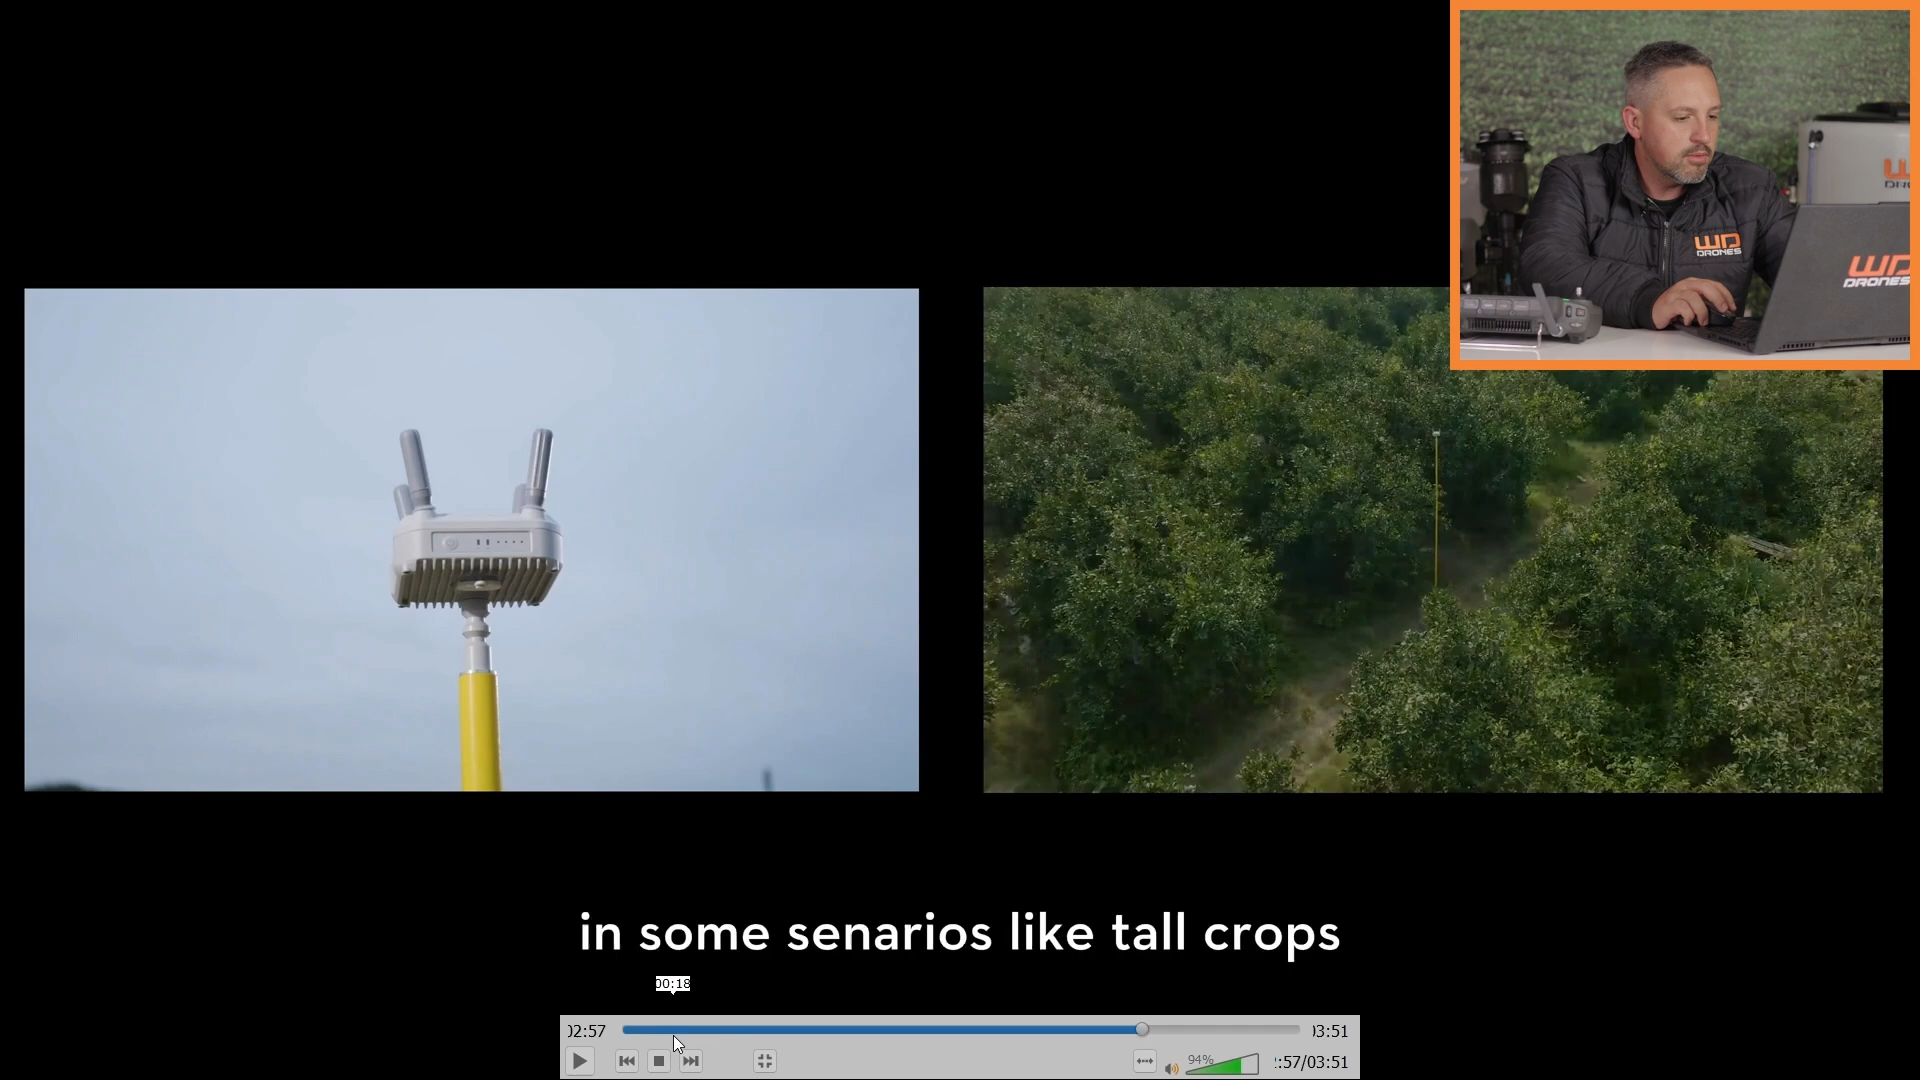 WD
DRONES
WD
DRONES
in some senarios like tall crops
00:18
02:57
03:51
94%
:57/03:51